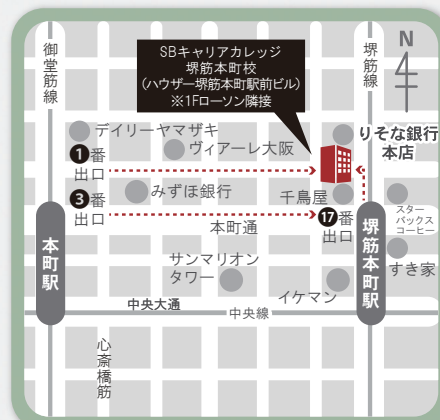 SBキャリアカレッジ
堺筋本町校
(ハウザー堺筋本町駅前ビル)
※1Fローソン隣接
御堂筋線
堺筋線
N
デイリーヤマザキ
りそな銀行
本店
❶番
出口
ヴィアーレ大阪
❸番
出口
みずほ銀行
千鳥屋
⓱番
出口
スター
バックス
コーヒー
本町通
本町駅
堺筋本町駅
サンマリオン
タワー
イケマン
すき家
中央大通
中央線
心斎橋筋